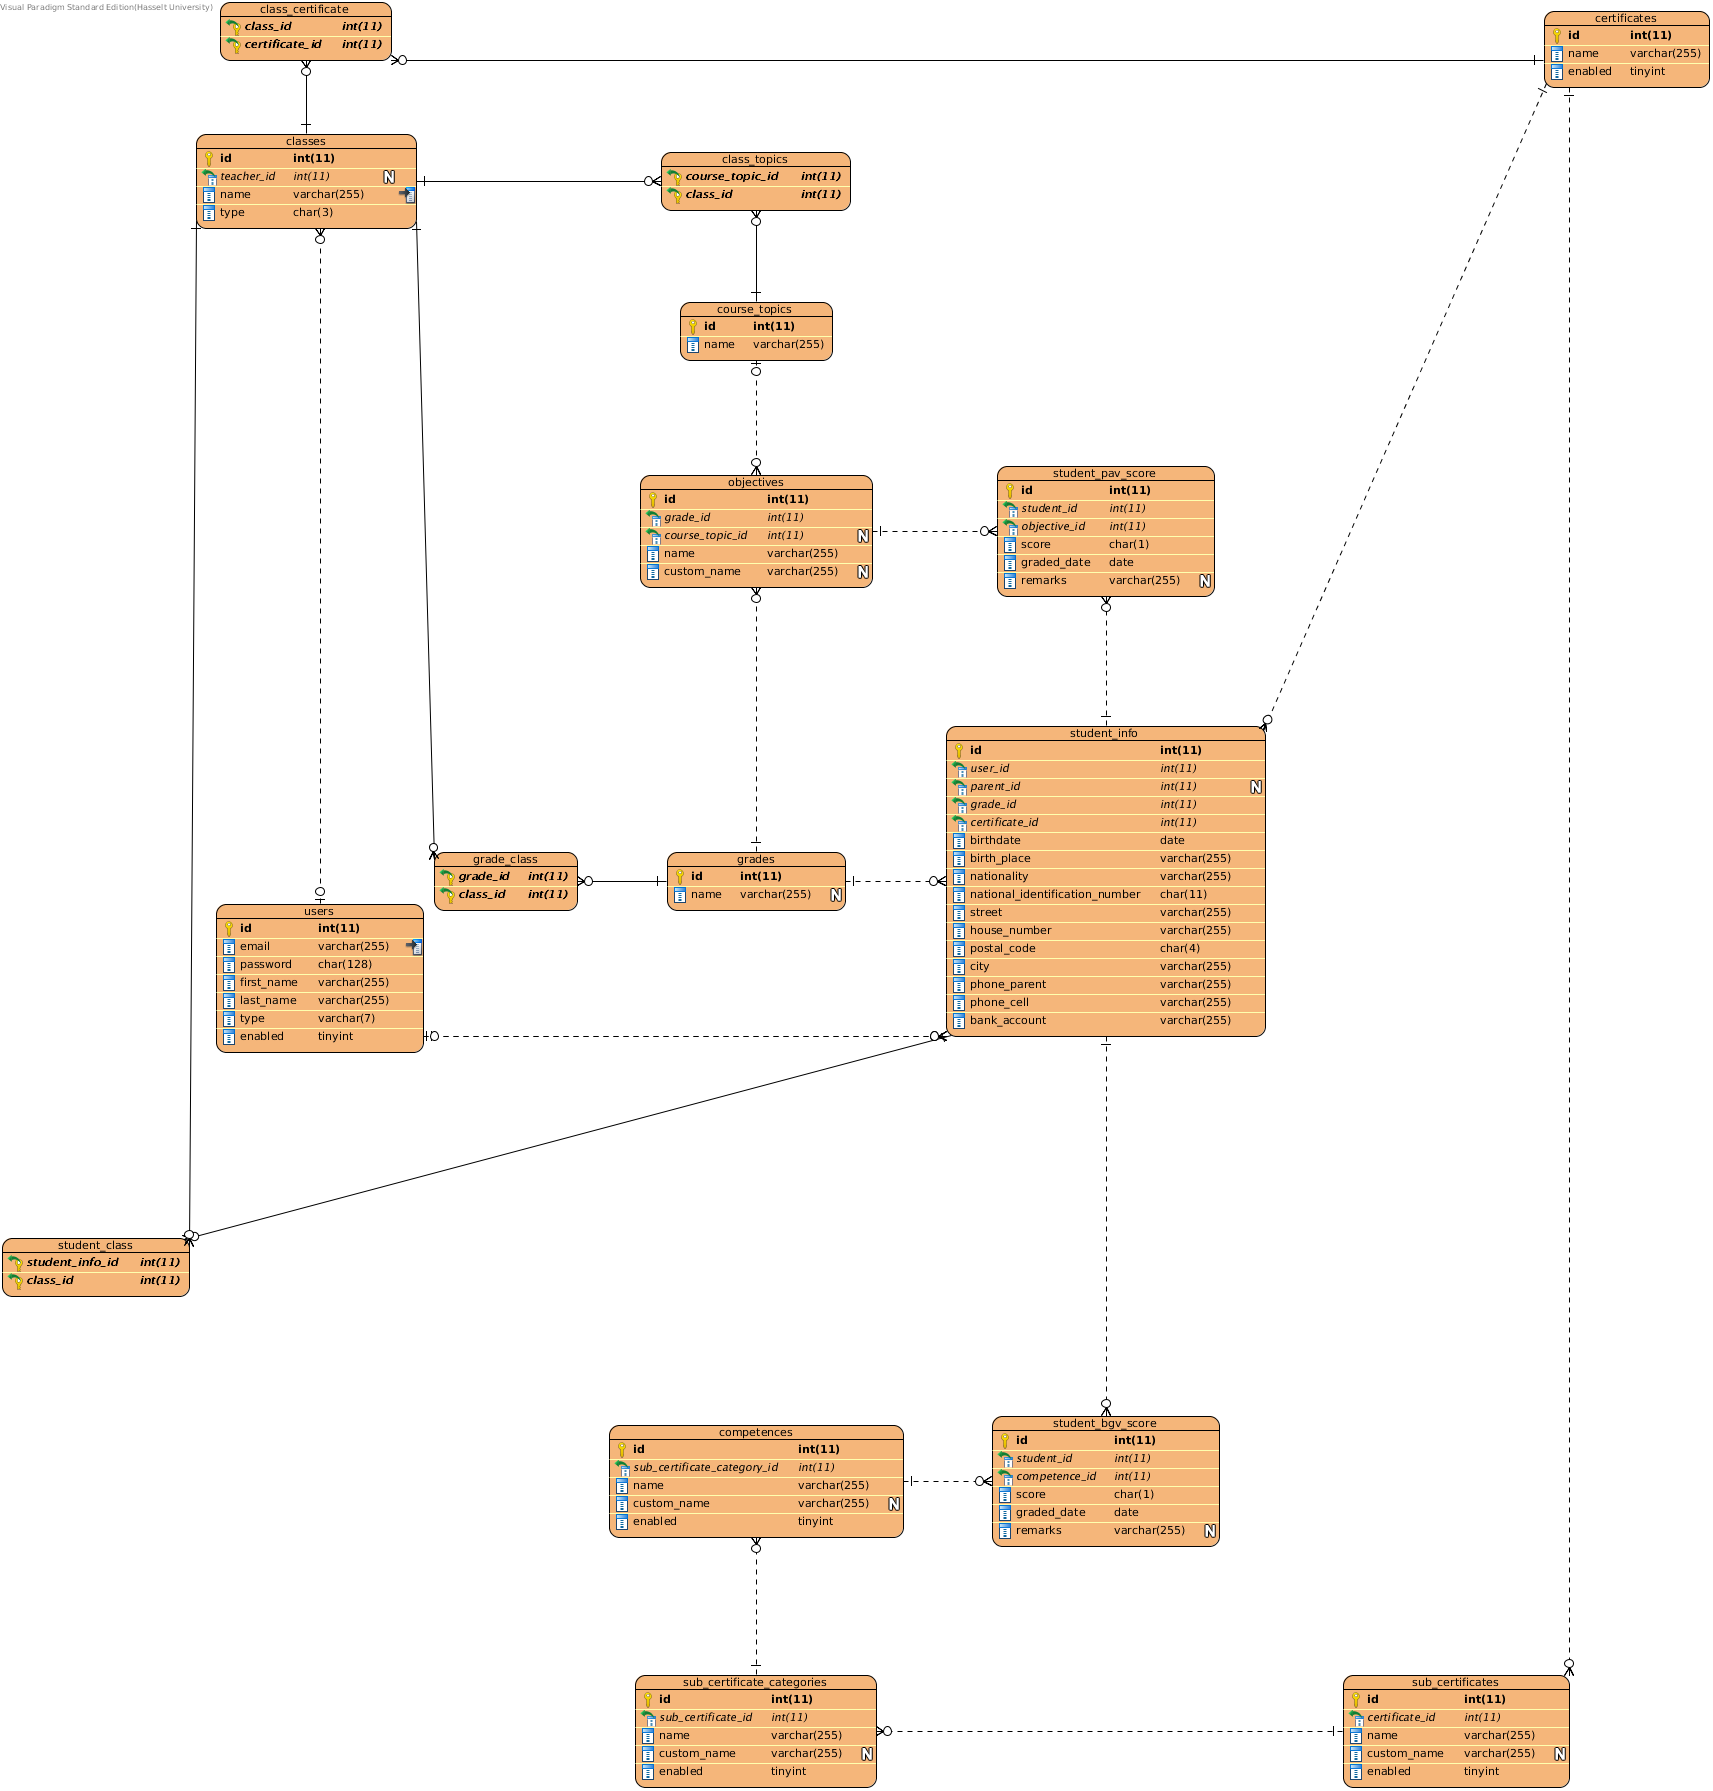 Visual Paradigm Standard Edition(Hasselt University)
class_certificate
class_id int(11)
certificate_id int(11)
certificates
id int(11)
name varchar(255)
enabled tinyint
classes
id int(11)
teacher_id int(11) N
name varchar(255)
type char(3)
class_topics
course_topic_id int(11)
class_id int(11)
course_topics
id int(11)
name varchar(255)
objectives
id int(11)
grade_id int(11)
course_topic_id int(11) N
name varchar(255)
custom_name varchar(255) N
student_pav_score
id int(11)
student_id int(11)
objective_id int(11)
score char(1)
graded_date date
remarks varchar(255) N
student_info
id int(11)
user_id int(11)
parent_id int(11) N
grade_id int(11)
certificate_id int(11)
birthdate date
birth_place varchar(255)
nationality varchar(255)
national_identification_number char(11)
street varchar(255)
house_number varchar(255)
postal_code char(4)
city varchar(255)
phone_parent varchar(255)
phone_cell varchar(255)
bank_account varchar(255)
grade_class
grade_id int(11)
class_id int(11)
grades
id int(11)
name varchar(255) N
users
id int(11)
email varchar(255)
password char(128)
first_name varchar(255)
last_name varchar(255)
type varchar(7)
enabled tinyint
student_class
student_info_id int(11)
class_id int(11)
competences
id int(11)
sub_certificate_category_id int(11)
name varchar(255)
custom_name varchar(255) N
enabled tinyint
student_bgv_score
id int(11)
student_id int(11)
competence_id int(11)
score char(1)
graded_date date
remarks varchar(255) N
sub_certificate_categories
id int(11)
sub_certificate_id int(11)
name varchar(255)
custom_name varchar(255) N
enabled tinyint
sub_certificates
id int(11)
certificate_id int(11)
name varchar(255)
custom_name varchar(255) N
enabled tinyint